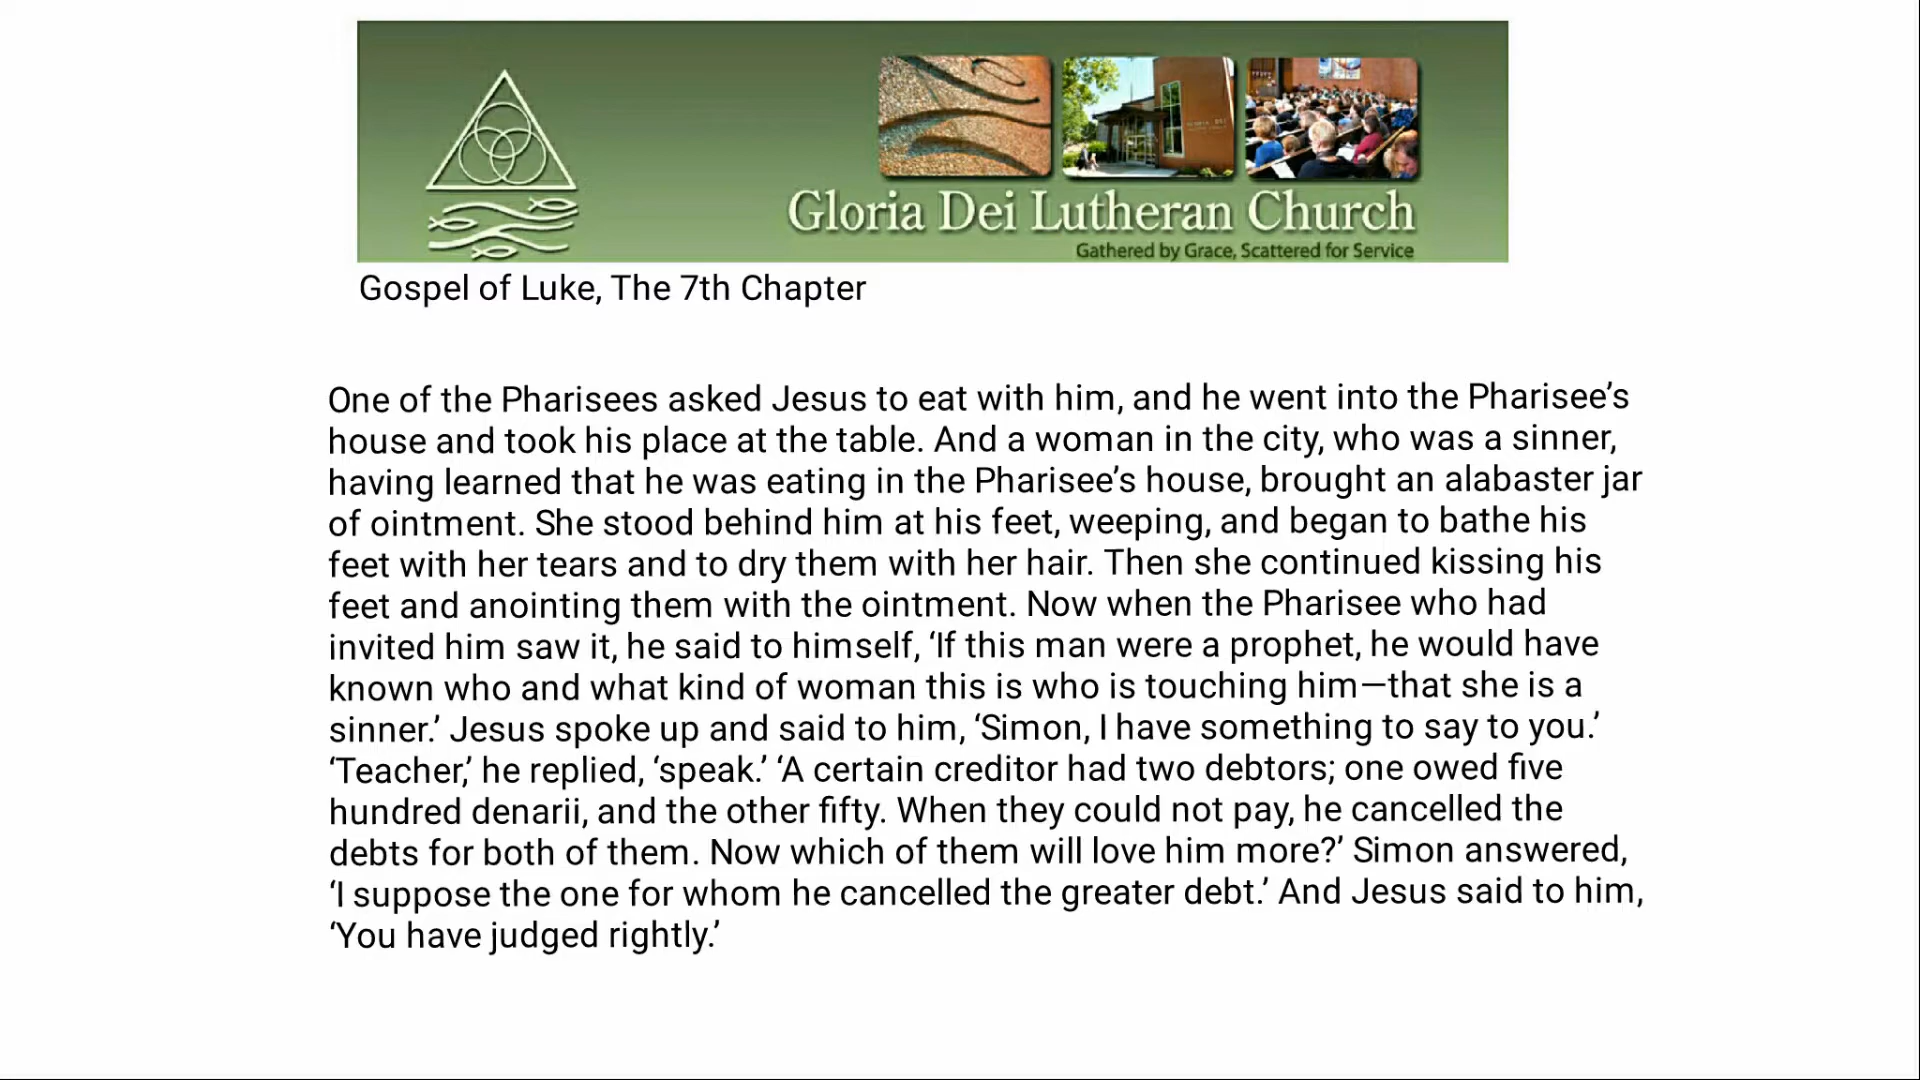 Gloria Dei Lutheran Church
Gathered by Grace, Scattered for Service
Gospel of Luke, The 7th Chapter
One of the Pharisees asked Jesus to eat with him, and he went into the Pharisee’s
house and took his place at the table. And a woman in the city, who was a sinner,
having learned that he was eating in the Pharisee’s house, brought an alabaster jar
of ointment. She stood behind him at his feet, weeping, and began to bathe his
feet with her tears and to dry them with her hair. Then she continued kissing his
feet and anointing them with the ointment. Now when the Pharisee who had
invited him saw it, he said to himself, ‘If this man were a prophet, he would have
known who and what kind of woman this is who is touching him—that she is a
sinner.’ Jesus spoke up and said to him, ‘Simon, I have something to say to you.’
‘Teacher,’ he replied, ‘speak.’ ‘A certain creditor had two debtors; one owed five
hundred denarii, and the other fifty. When they could not pay, he cancelled the
debts for both of them. Now which of them will love him more?’ Simon answered,
‘I suppose the one for whom he cancelled the greater debt.’ And Jesus said to him,
‘You have judged rightly.’